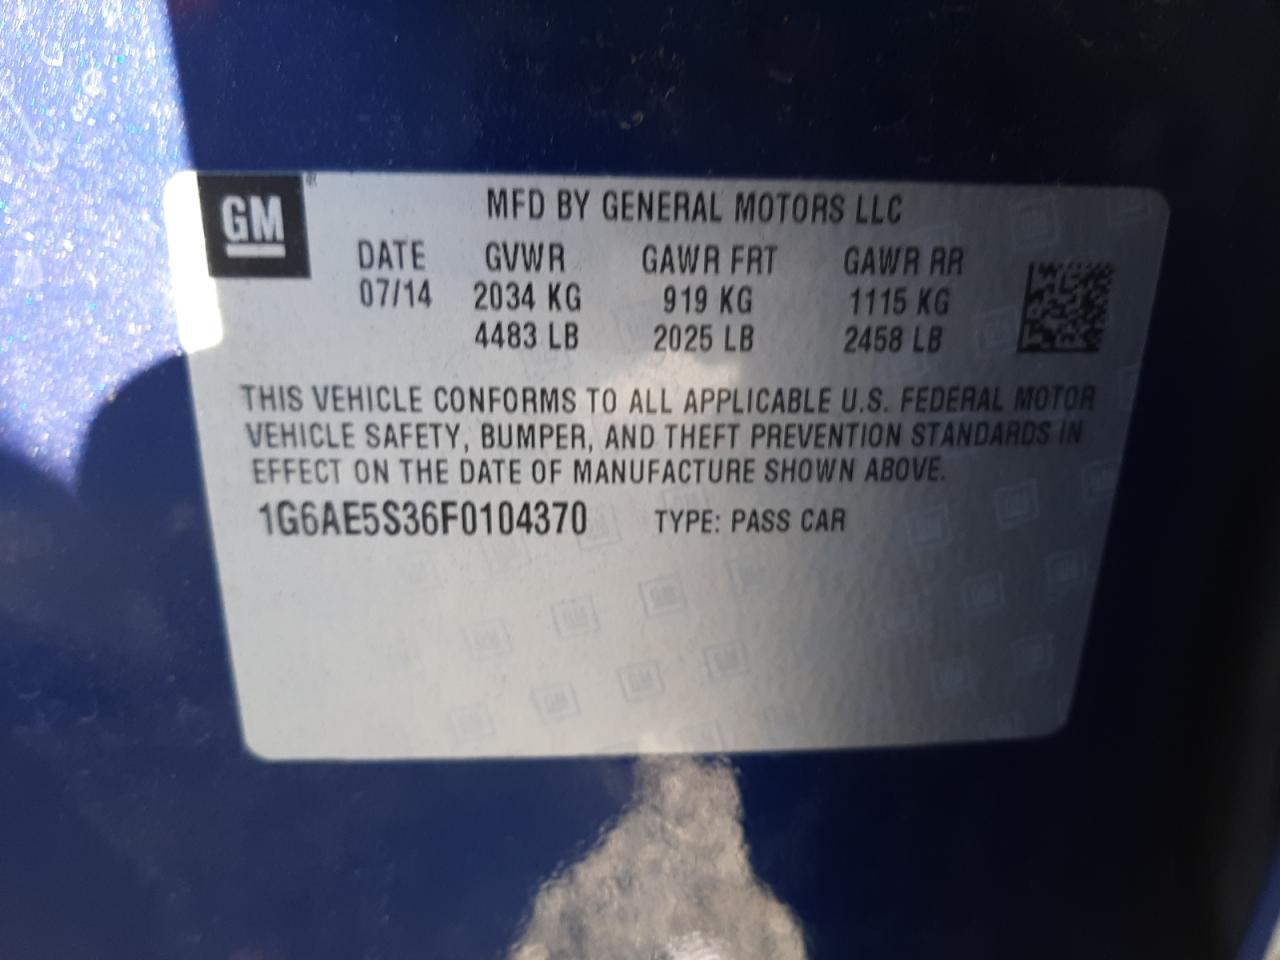 GM
MFD BY GENERAL MOTORS LLC
DATE GVWR GAWR FRT GAWR RR
07/14 2034 KG 919 KG 1115 KG
4483 LB 2025 LB 2458 LB
THIS VEHICLE CONFORMS TO ALL APPLICABLE U.S. FEDERAL MOTOR
VEHICLE SAFETY, BUMPER, AND THEFT PREVENTION STANDARDS IN
EFFECT ON THE DATE OF MANUFACTURE SHOWN ABOVE.
1G6AE5S36F0104370 TYPE: PASS CAR